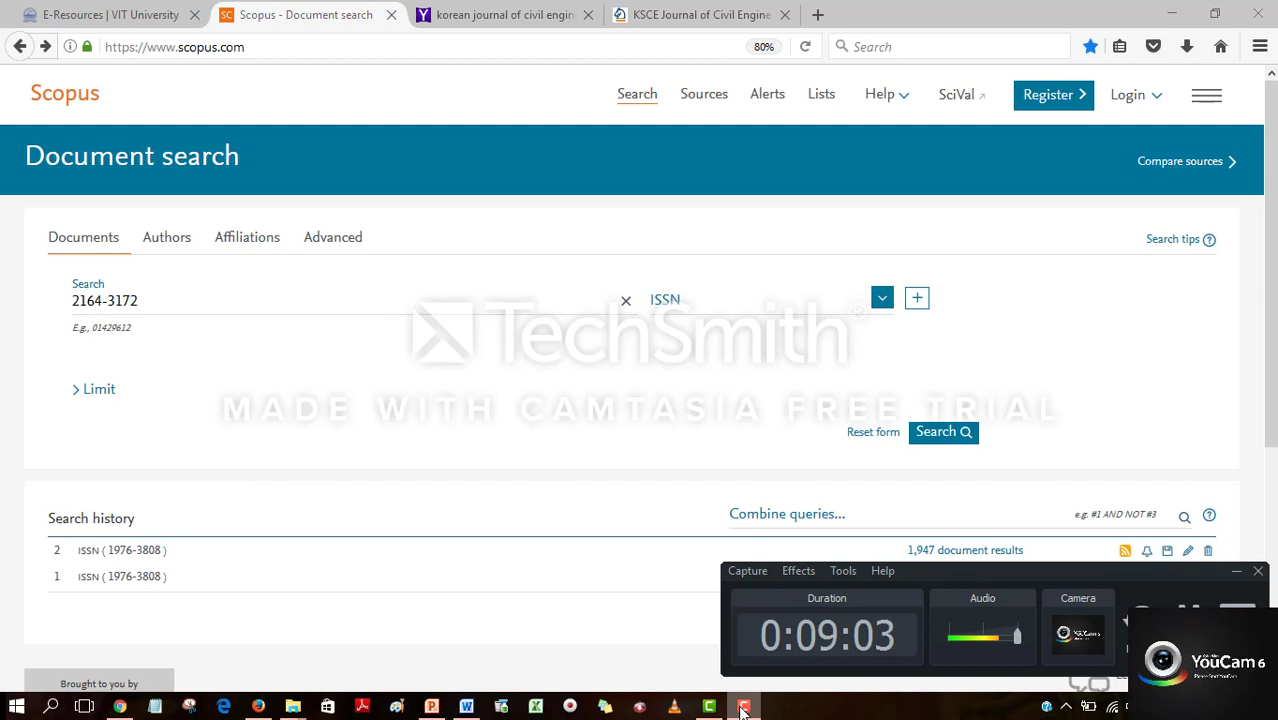 E-Resources | VIT University
Scopus - Document search
korean journal of civil engin
KSCE Journal of Civil Engine
https://www.scopus.com
80%
Search
Scopus
Search
Sources
Alerts
Lists
Help
SciVal
Register
Login
Document search
Compare sources
Documents
Authors
Affiliations
Advanced
Search tips
Search
2164-3172
ISSN
E.g., 01429612
TechSmith®
MADE WITH CAMTASIA FREE TRIAL
Limit
Reset form
Search
Search history
Combine queries...
e.g. #1 AND NOT #3
2 ISSN ( 1976-3808 )
1,947 document results
1 ISSN ( 1976-3808 )
Capture
Effects
Tools
Help
Duration
Audio
Camera
0:09:03
YouCam 6
Brought to you by